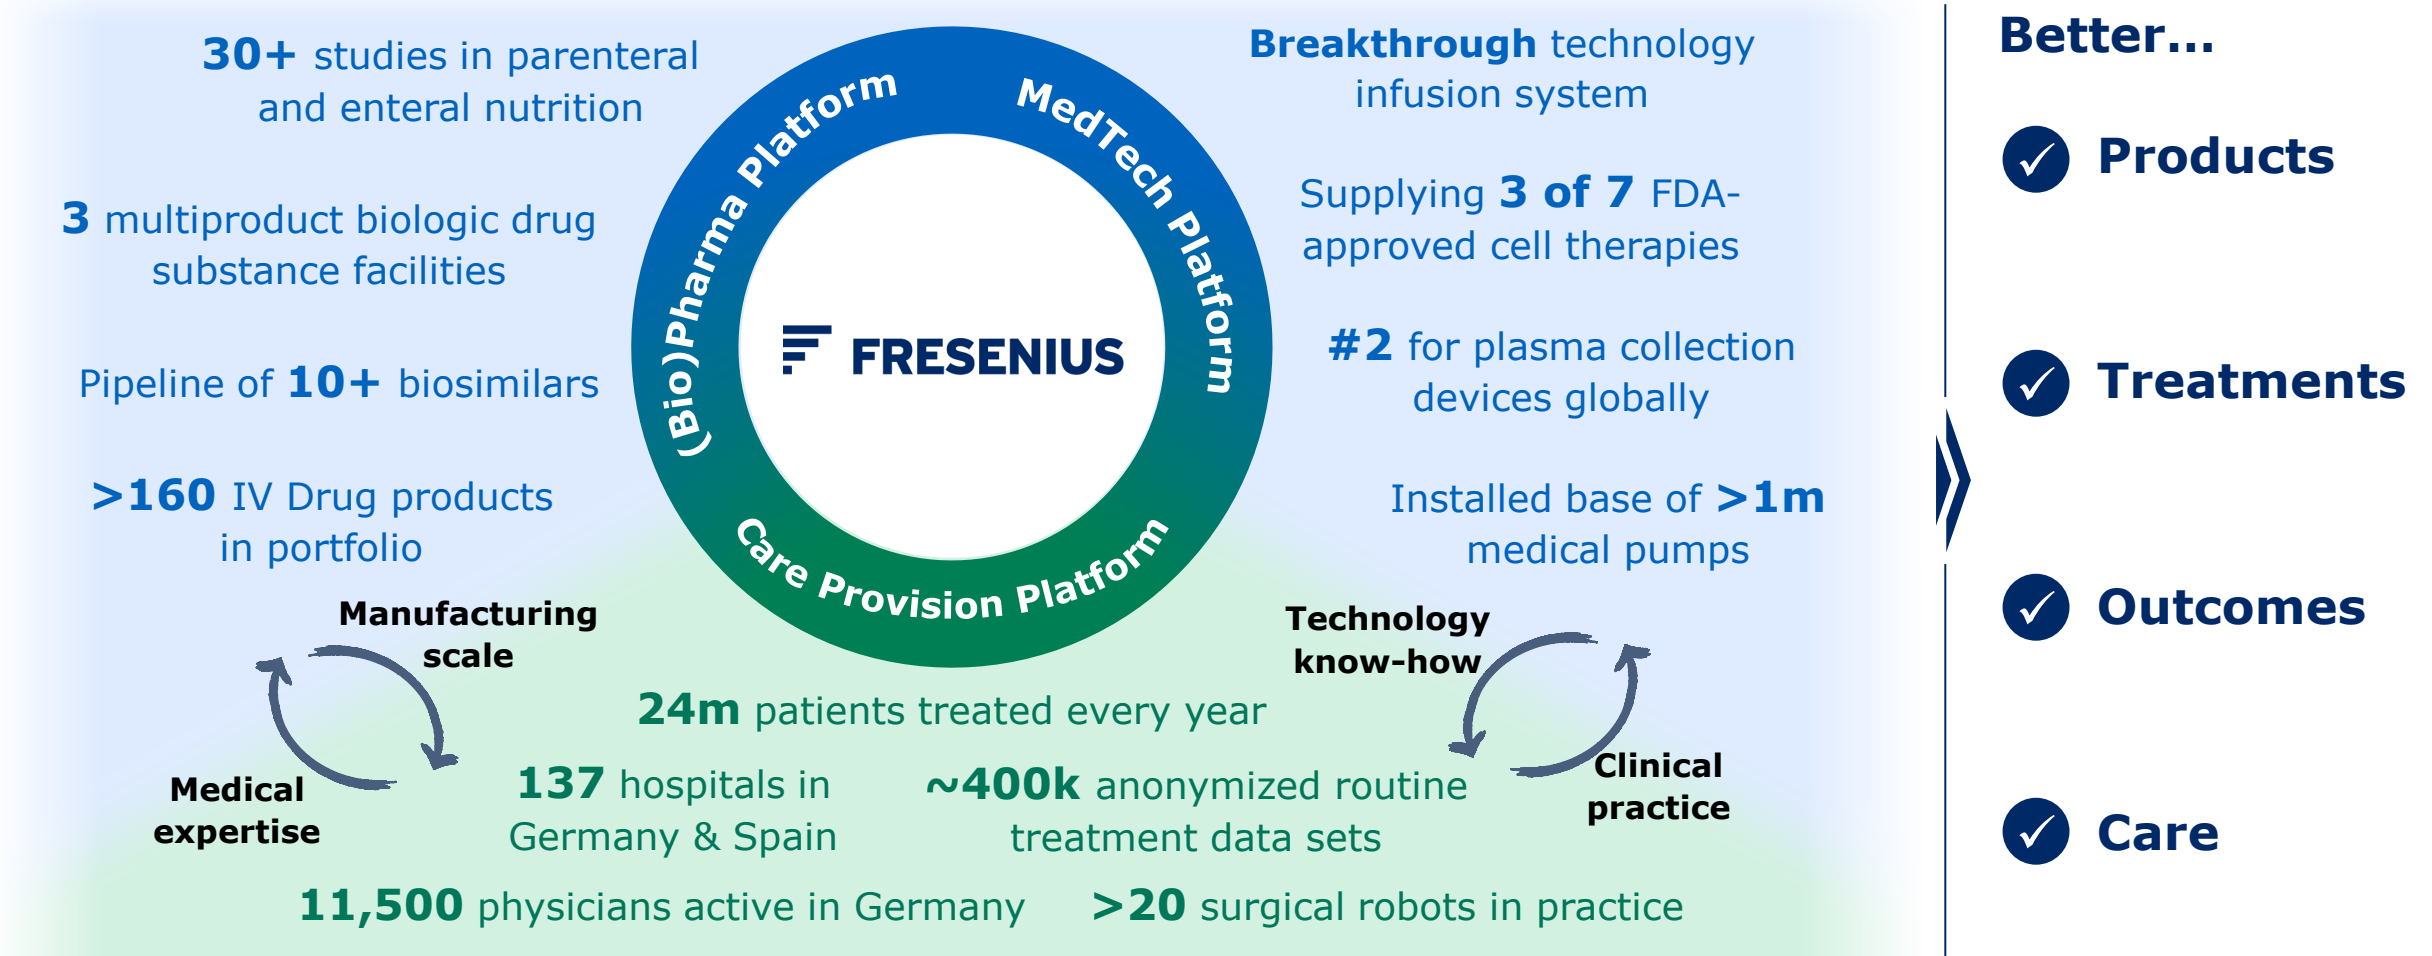 30+ studies in parenteral
and enteral nutrition
3 multiproduct biologic drug
substance facilities
Pipeline of 10+ biosimilars
>160 IV Drug products
in portfolio
(Bio)Pharma Platform
MedTech Platform
Care Provision Platform
FRESENIUS
Breakthrough technology
infusion system
Supplying 3 of 7 FDA-
approved cell therapies
#2 for plasma collection
devices globally
Installed base of >1m
medical pumps
Manufacturing
scale
Medical
expertise
Technology
know-how
Clinical
practice
24m patients treated every year
137 hospitals in
Germany & Spain
~400k anonymized routine
treatment data sets
11,500 physicians active in Germany
>20 surgical robots in practice
Better...
Products
Treatments
Outcomes
Care